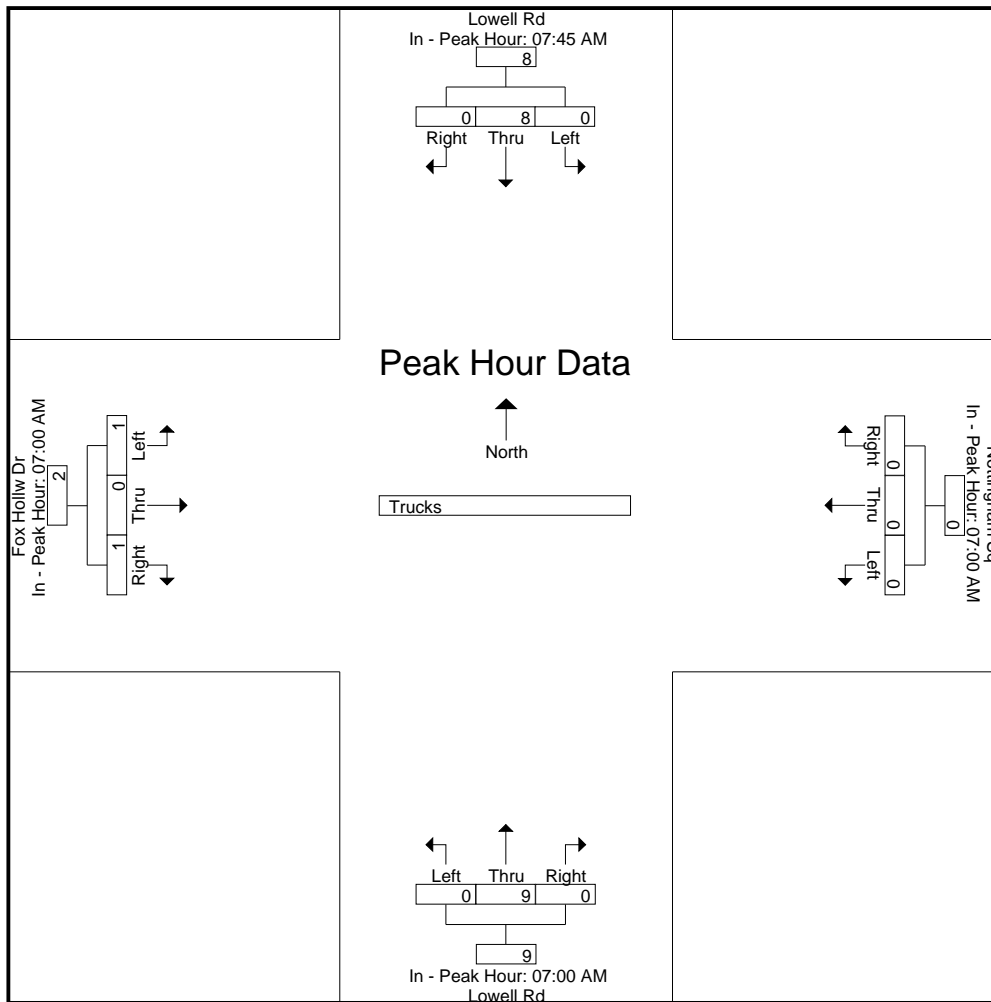 Lowell Rd
In - Peak Hour: 07:45 AM
8
0 8 0
Right Thru Left
Peak Hour Data
North
Trucks
Fox Hollw Dr
In - Peak Hour: 07:00 AM
2
1 0 1
Left Thru Right
Right Thru Left
0 0 0
0
In - Peak Hour: 07:00 AM
Left Thru Right
0 9 0
9
In - Peak Hour: 07:00 AM
Lowell Rd